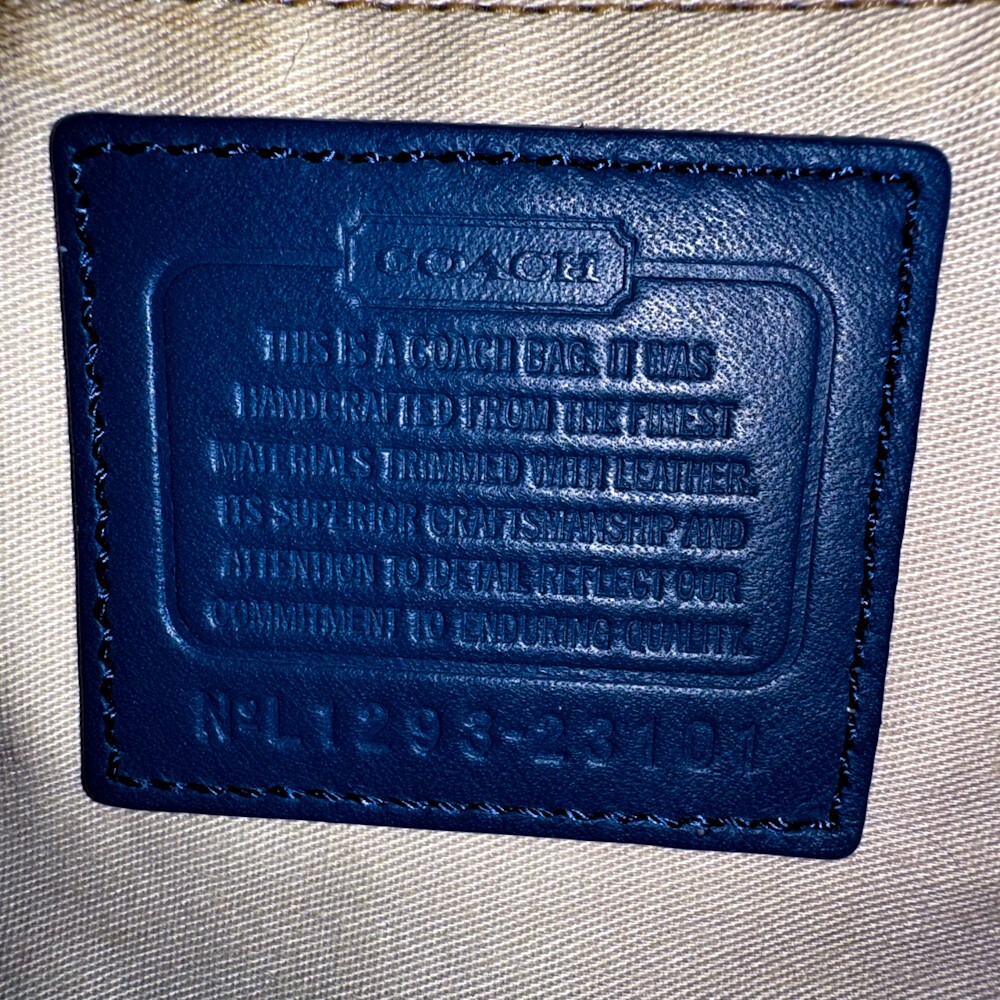 COACH
THIS IS A COACH BAG. IT WAS
HANDCRAFTED FROM THE FINEST
MATERIALS TRIMMED WITH LEATHER.
ITS SUPERIOR CRAFTSMANSHIP AND
ATTENTION TO DETAIL REFLECT OUR
COMMITMENT TO ENDURING QUALITY.
Nº L1293-23101